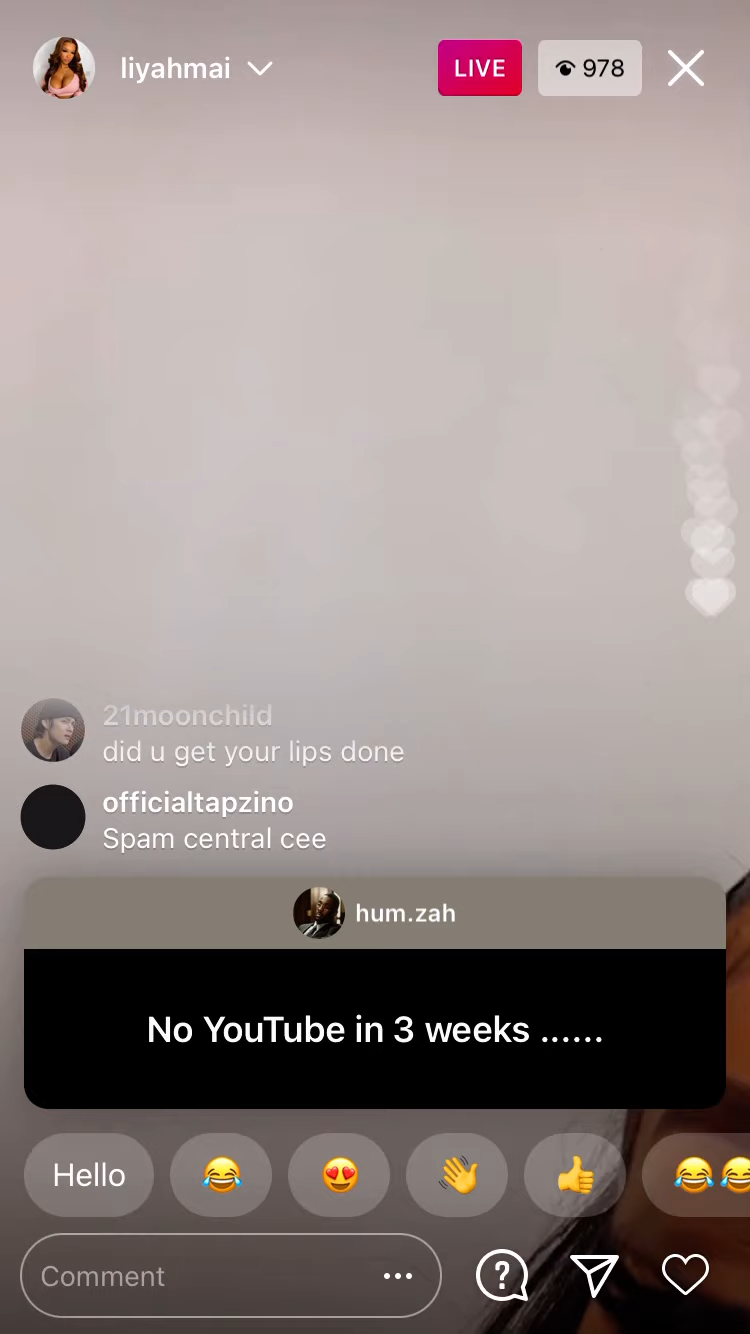 liyahmai
LIVE
978
21moonchild
did u get your lips done
officialtapzino
Spam central cee
hum.zah
No YouTube in 3 weeks ......
Hello 😂 😍 👋 👍 😂😂
Comment